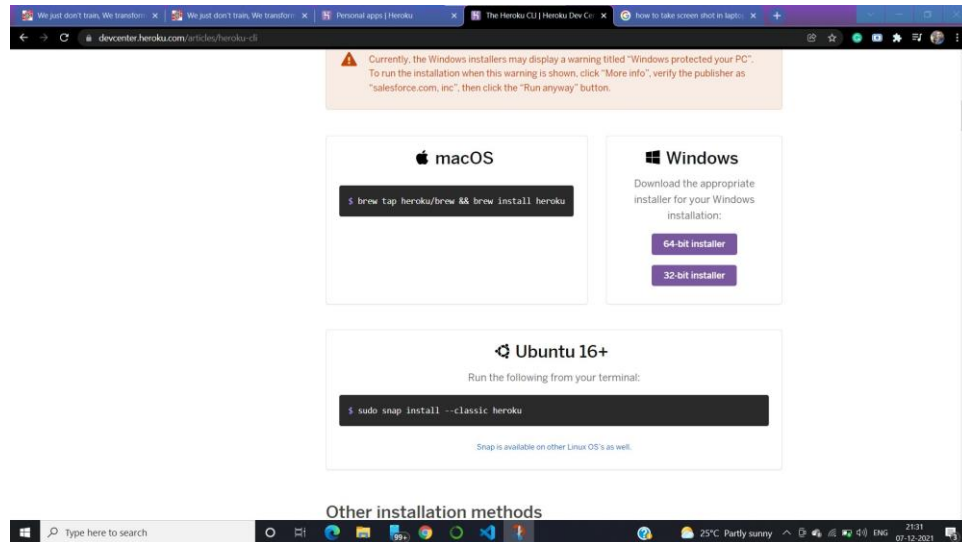 We just don't train, We transform
We just don't train, We transform
Personal apps | Heroku
The Heroku CLI | Heroku Dev Ce
how to take screen shot in lapto
devcenter.heroku.com/articles/heroku-cli
Currently, the Windows installers may display a warning titled "Windows protected your PC".
To run the installation when this warning is shown, click "More info", verify the publisher as
"salesforce.com, inc", then click the "Run anyway" button.
macOS
$ brew tap heroku/brew && brew install heroku
Windows
Download the appropriate
installer for your Windows
installation:
64-bit installer
32-bit installer
Ubuntu 16+
Run the following from your terminal:
$ sudo snap install --classic heroku
Snap is available on other Linux OS's as well.
Other installation methods
Type here to search
99+
25°C Partly sunny
ENG
21:31
07-12-2021
3